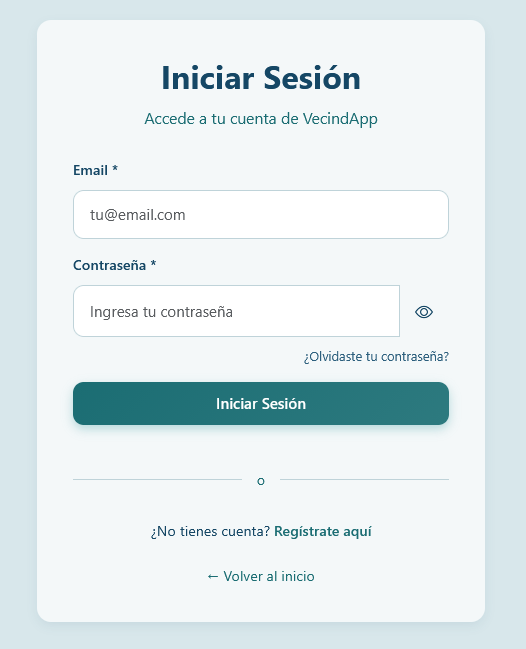 Iniciar Sesión
Accede a tu cuenta de VecindApp
Email *
tu@email.com
Contraseña *
Ingresa tu contraseña
¿Olvidaste tu contraseña?
Iniciar Sesión
o
¿No tienes cuenta? Regístrate aquí
← Volver al inicio